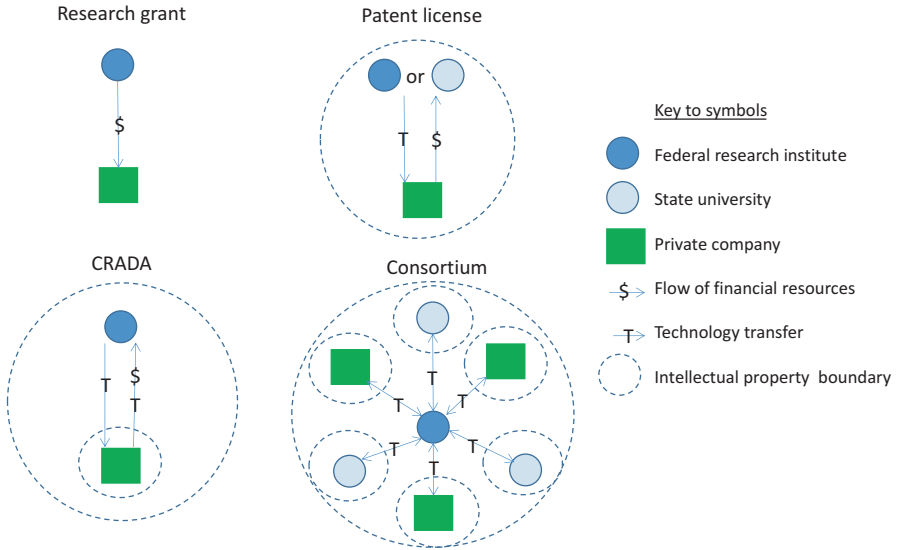 Research grant
$
Patent license
or
T
$
CRADA
T
$
T
Consortium
T
T
T
T
T
T
Key to symbols
Federal research institute
State university
Private company
$ Flow of financial resources
T Technology transfer
Intellectual property boundary